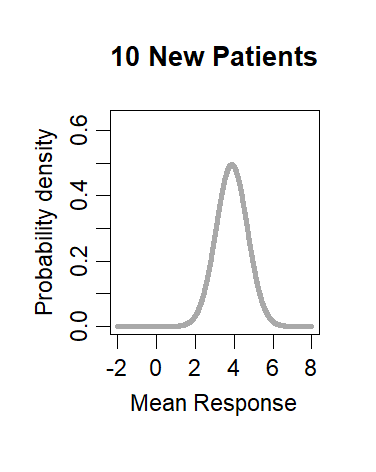 10 New Patients
Probability density
0.0 0.2 0.4 0.6
-2 0 2 4 6 8
Mean Response